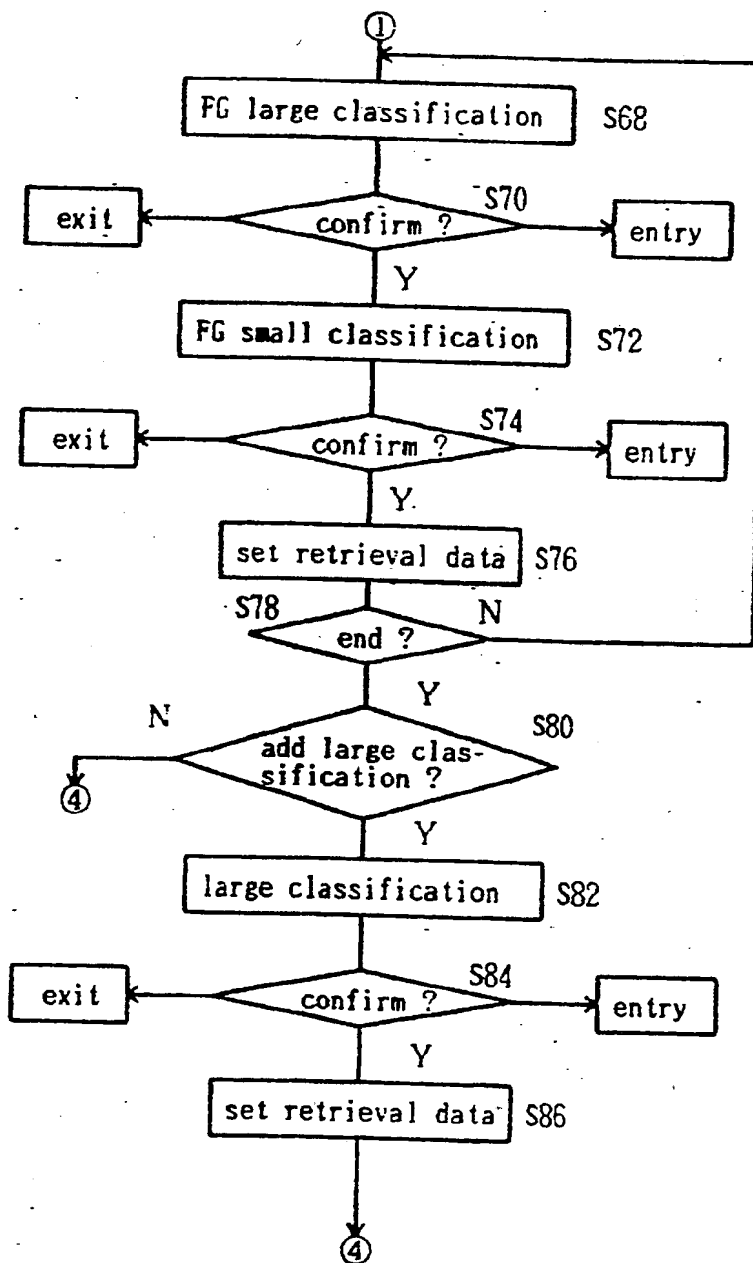 ①
FG large classification S68
S70
exit confirm ? entry
Y
FG small classification S72
S74
exit confirm ? entry
Y
set retrieval data S76
S78 N
end ?
Y
N S80
add large clas-
sification ?
④
Y
large classification S82
S84
exit confirm ? entry
Y
set retrieval data S86
④